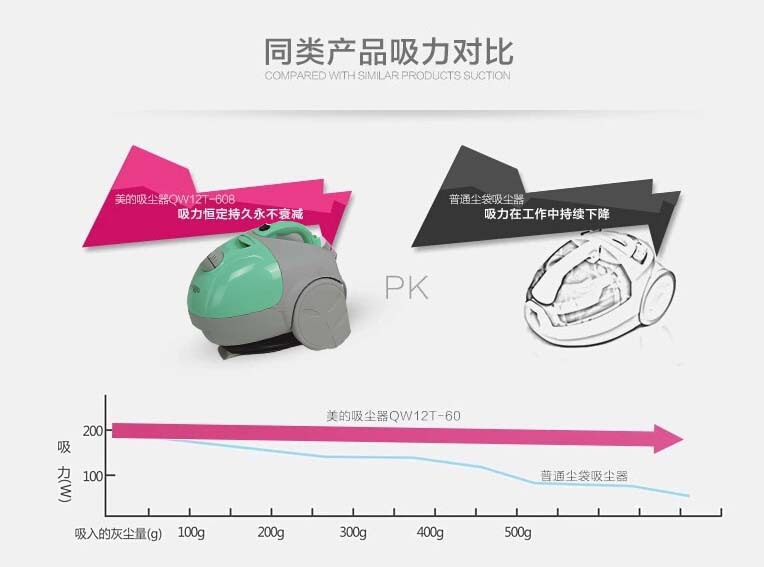 同类产品吸力对比
COMPARED WITH SIMILAR PRODUCTS SUCTION
美的吸尘器QW12T-608
吸力恒定持久永不衰减
普通尘袋吸尘器
吸力在工作中持续下降
PK
美的吸尘器QW12T-60
200
吸力(W)
100
普通尘袋吸尘器
吸入的灰尘量(g) 100g 200g 300g 400g 500g